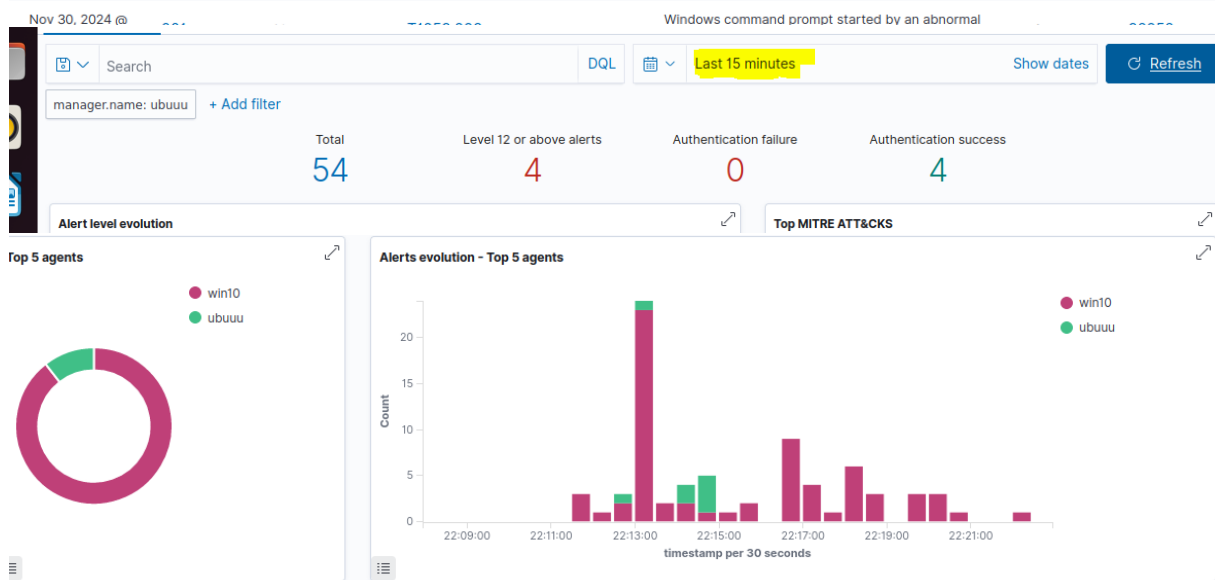 Nov 30, 2024 @
Windows command prompt started by an abnormal
Search
DQL
Last 15 minutes
Show dates
Refresh
manager.name: ubuuu
+ Add filter
Total
Level 12 or above alerts
Authentication failure
Authentication success
54
4
0
4
Alert level evolution
Top MITRE ATT&CKS
Top 5 agents
win10
ubuuu
Alerts evolution - Top 5 agents
win10
ubuuu
Count
20
15
10
5
0
22:09:00
22:11:00
22:13:00
22:15:00
22:17:00
22:19:00
22:21:00
timestamp per 30 seconds